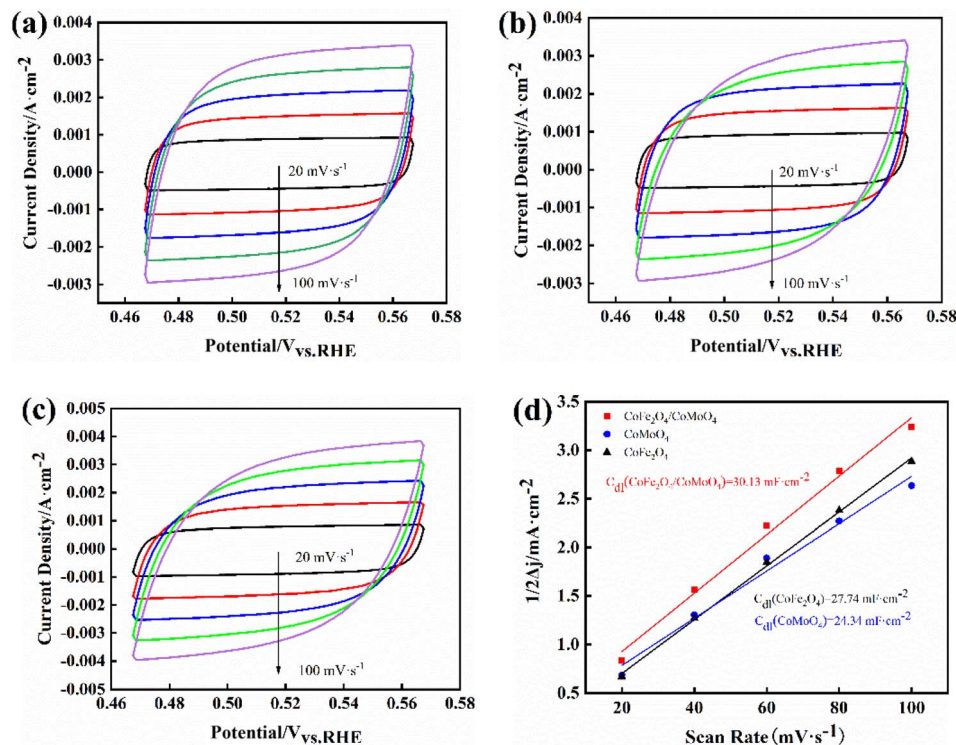 (a)
0.004
0.003
0.002
0.001
0.000
-0.001
-0.002
-0.003
Current Density/A·cm-2
20 mV·s-1
100 mV·s-1
0.46 0.48 0.50 0.52 0.54 0.56 0.58
Potential/Vvs.RHE
(b)
0.004
0.003
0.002
0.001
0.000
-0.001
-0.002
-0.003
Current Density/A·cm-2
20 mV·s-1
100 mV·s-1
0.46 0.48 0.50 0.52 0.54 0.56 0.58
Potential/Vvs.RHE
(c)
0.005
0.004
0.003
0.002
0.001
0.000
-0.001
-0.002
-0.003
-0.004
-0.005
Current Density/A·cm-2
20 mV·s-1
100 mV·s-1
0.46 0.48 0.50 0.52 0.54 0.56 0.58
Potential/Vvs.RHE
(d)
3.5
3.0
2.5
2.0
1.5
1.0
0.5
1/2Δj/mA·cm-2
CoFe2O4/CoMoO4
CoMoO4
CoFe2O4
Cdl(CoFe2O4/CoMoO4)=30.13 mF·cm-2
Cdl(CoFe2O4)=27.74 mF·cm-2
Cdl(CoMoO4)=24.34 mF·cm-2
20 40 60 80 100
Scan Rate(mV·s-1)